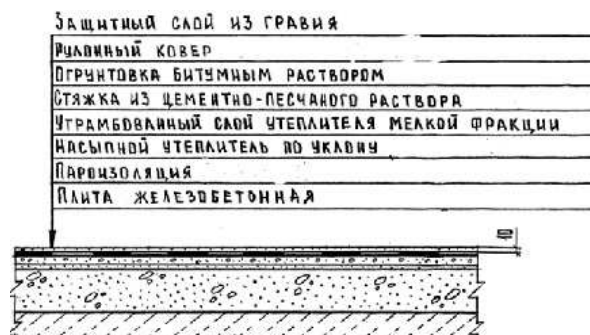 Защитный слой из гравия
Рулонный ковер
Огрунтовка битумным раствором
Стяжка из цементно-песчаного раствора
Утрамбованный слой утеплителя мелкой фракции
Насыпной утеплитель по уклону
Пароизоляция
Плита железобетонная
10